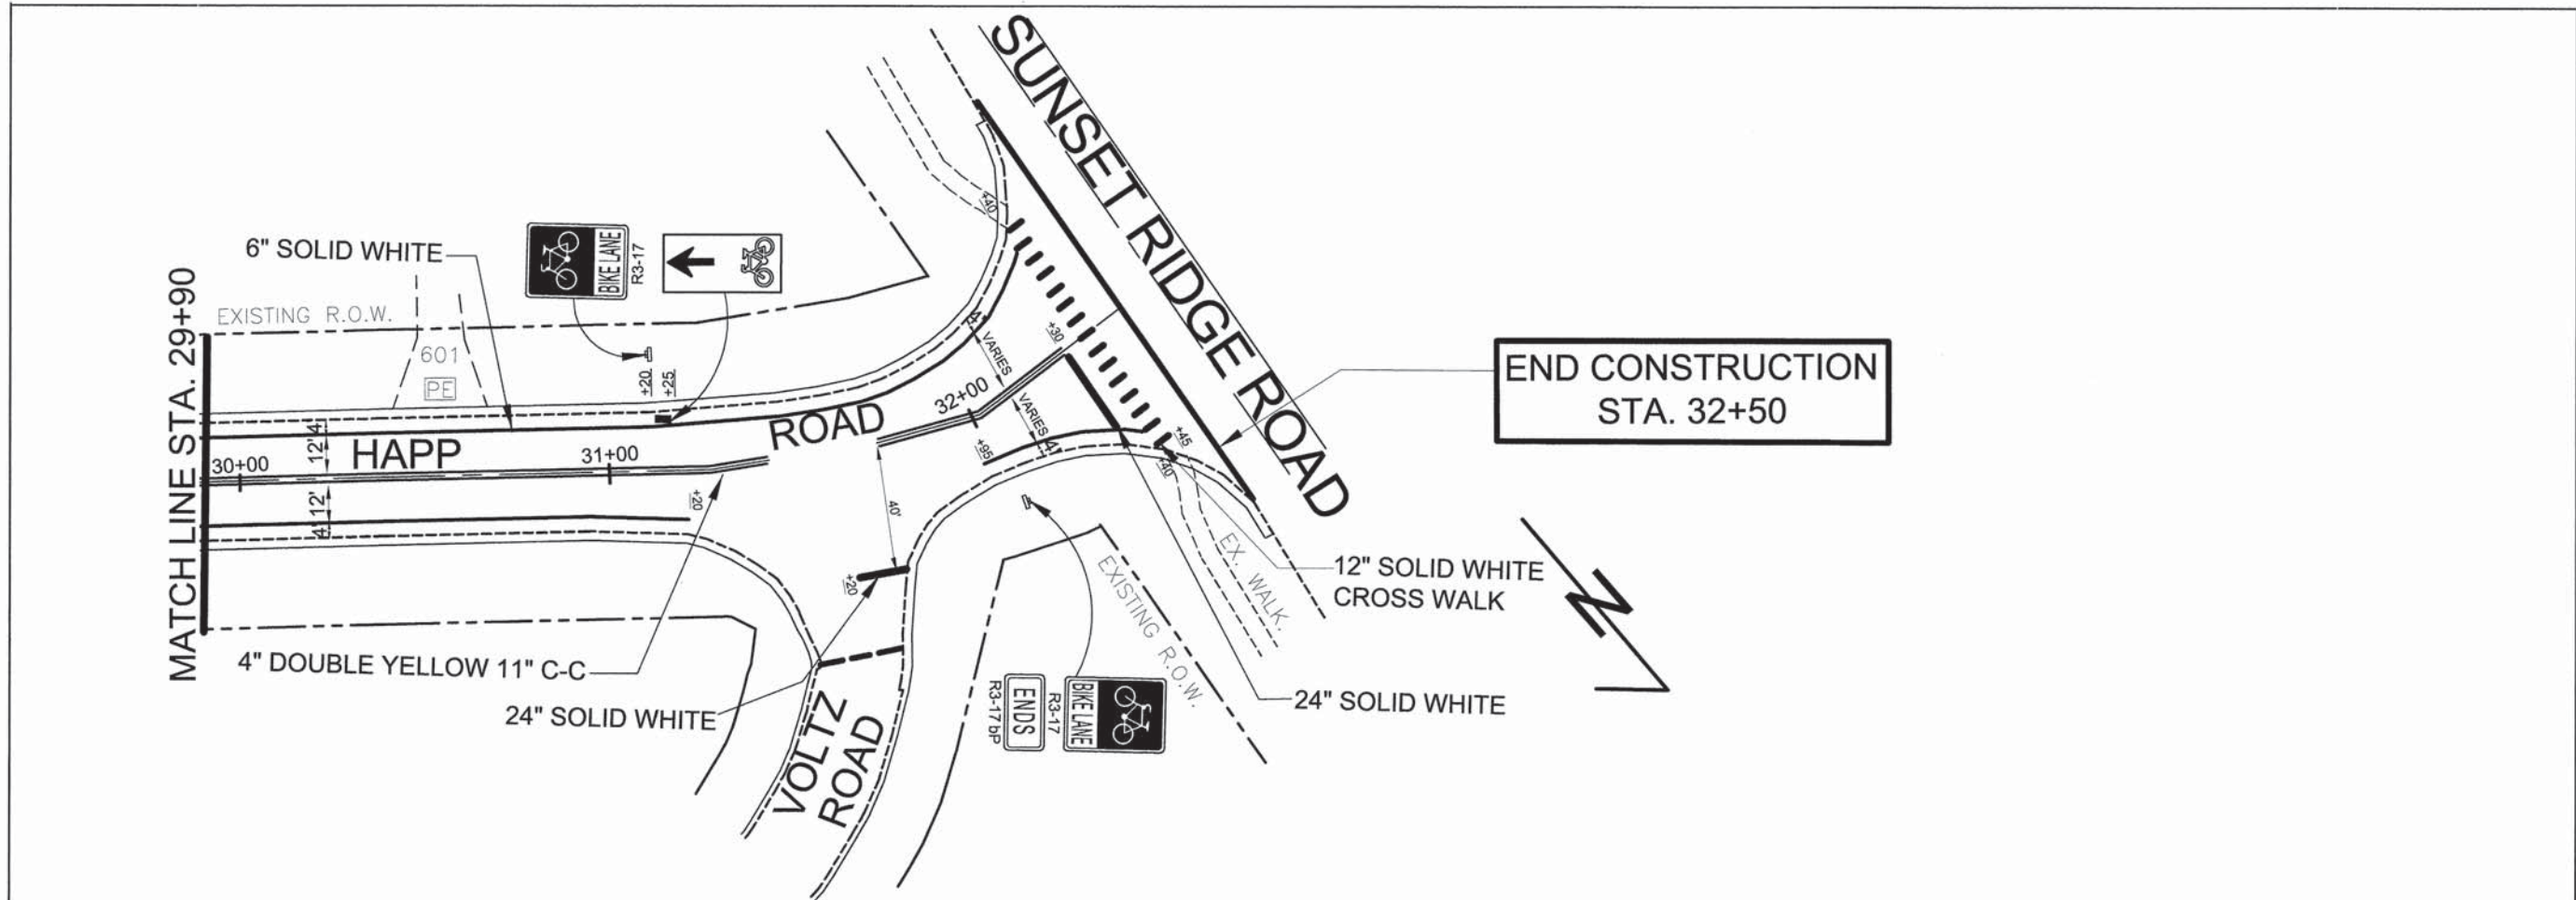 SUNSET RIDGE ROAD
6" SOLID WHITE
BIKE LANE
R3-17
MATCH LINE STA. 29+90
EXISTING R.O.W.
601
PE
+20
+25
+40
+30
4'
VARIES
VARIES
4'
END CONSTRUCTION
STA. 32+50
HAPP
ROAD
32+00
31+00
30+00
4'
12'
12'
4'
+95
+45
+40
+20
40'
+20
EX. WALK.
12" SOLID WHITE
CROSS WALK
EXISTING R.O.W.
4" DOUBLE YELLOW 11" C-C
24" SOLID WHITE
24" SOLID WHITE
BIKE LANE
R3-17
ENDS
R3-17 bP
VOLTZ
ROAD
N